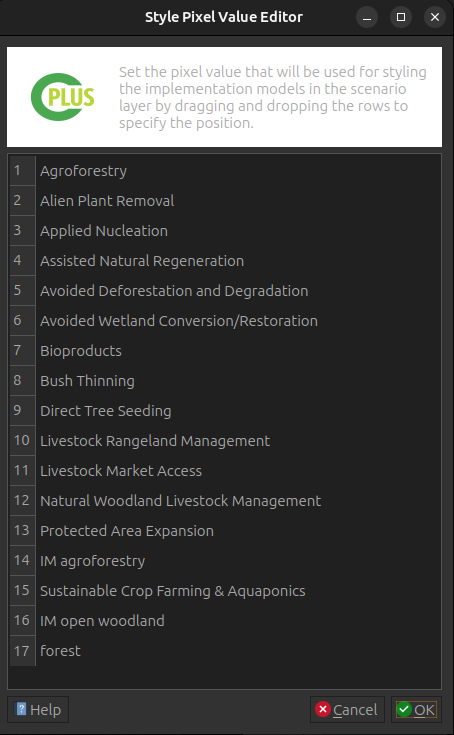 Style Pixel Value Editor
CPLUS
Set the pixel value that will be used for styling
the implementation models in the scenario
layer by dragging and dropping the rows to
specify the position.
1 Agroforestry
2 Alien Plant Removal
3 Applied Nucleation
4 Assisted Natural Regeneration
5 Avoided Deforestation and Degradation
6 Avoided Wetland Conversion/Restoration
7 Bioproducts
8 Bush Thinning
9 Direct Tree Seeding
10 Livestock Rangeland Management
11 Livestock Market Access
12 Natural Woodland Livestock Management
13 Protected Area Expansion
14 IM agroforestry
15 Sustainable Crop Farming & Aquaponics
16 IM open woodland
17 forest
? Help Cancel OK